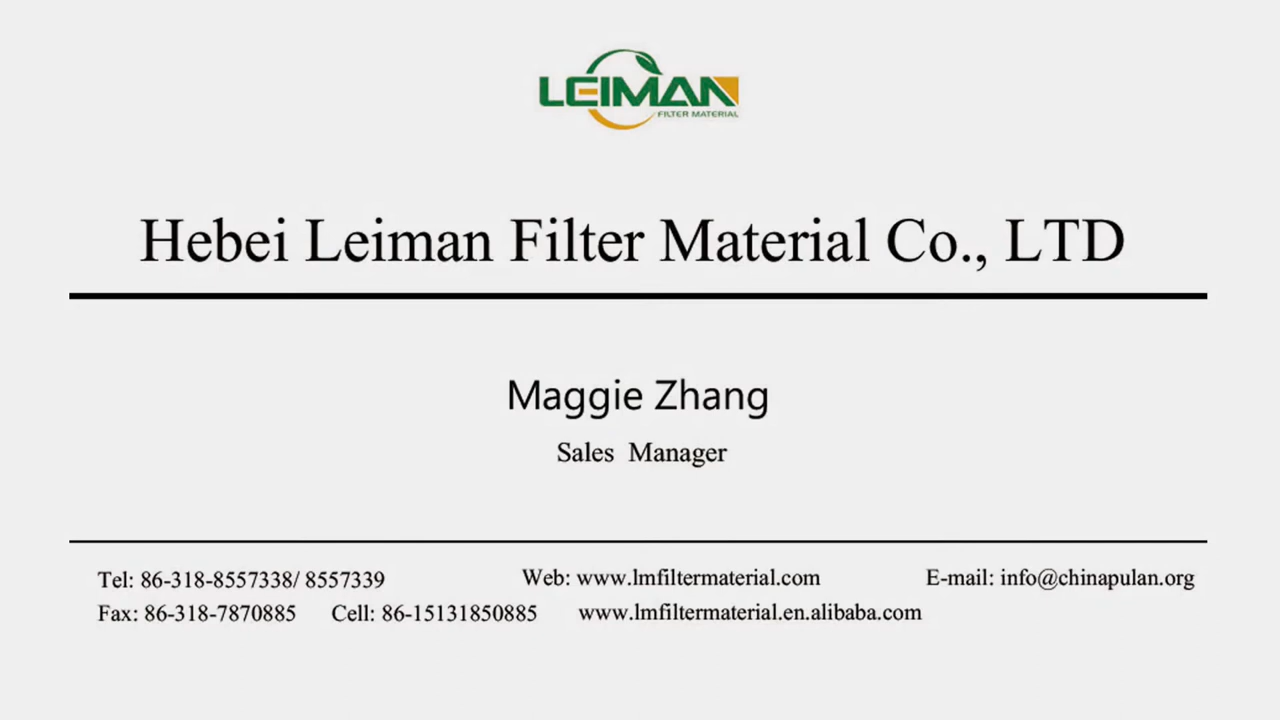 LEIMAN
FILTER MATERIAL
Hebei Leiman Filter Material Co., LTD
Maggie Zhang
Sales Manager
Tel: 86-318-8557338/ 8557339 Web: www.lmfiltermaterial.com E-mail: info@chinapulan.org
Fax: 86-318-7870885 Cell: 86-15131850885 www.lmfiltermaterial.en.alibaba.com